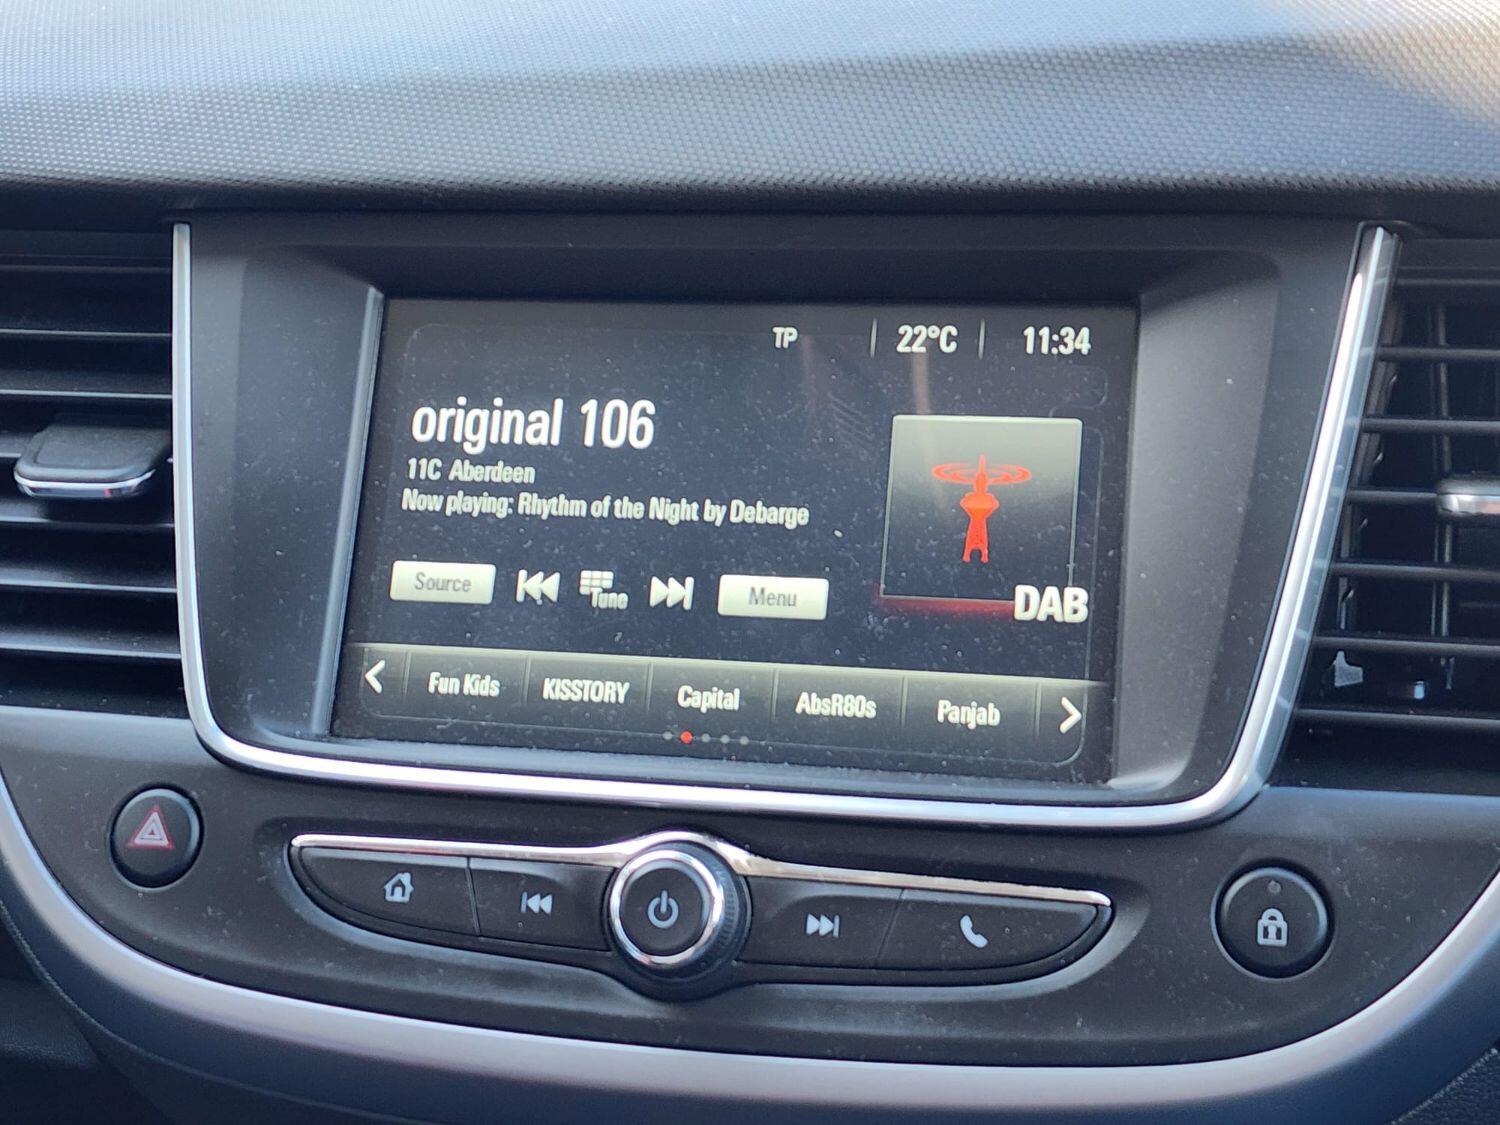 TP 22°C 11:34
original 106
11C Aberdeen
Now playing: Rhythm of the Night by Debarge
Source Tune Menu
DAB
Fun Kids KISSTORY Capital AbsR80s Panjab